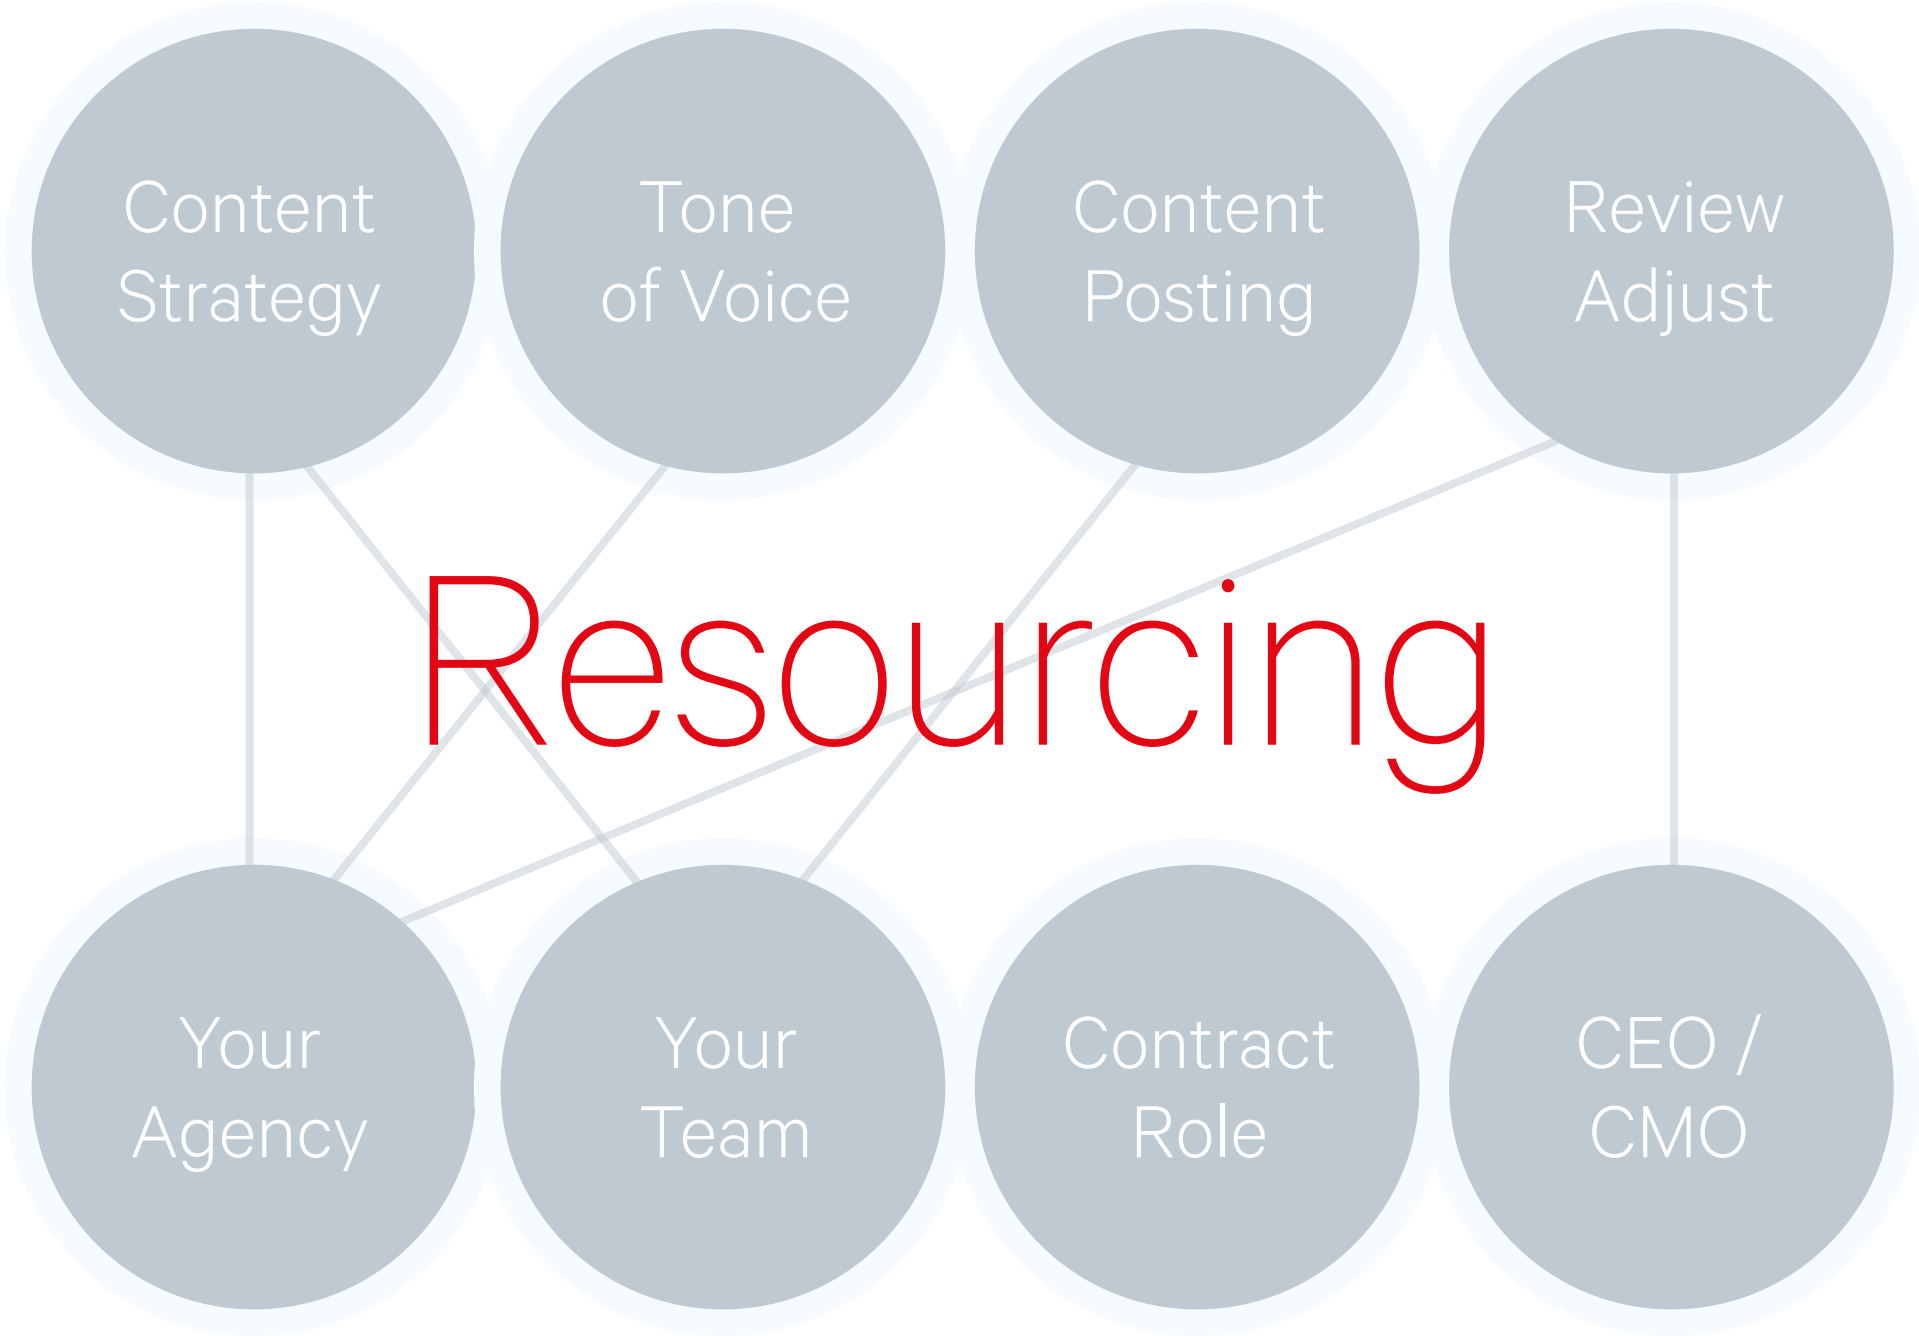 Content
Strategy
Tone
of Voice
Content
Posting
Review
Adjust
Resourcing
Your
Agency
Your
Team
Contract
Role
CEO /
CMO